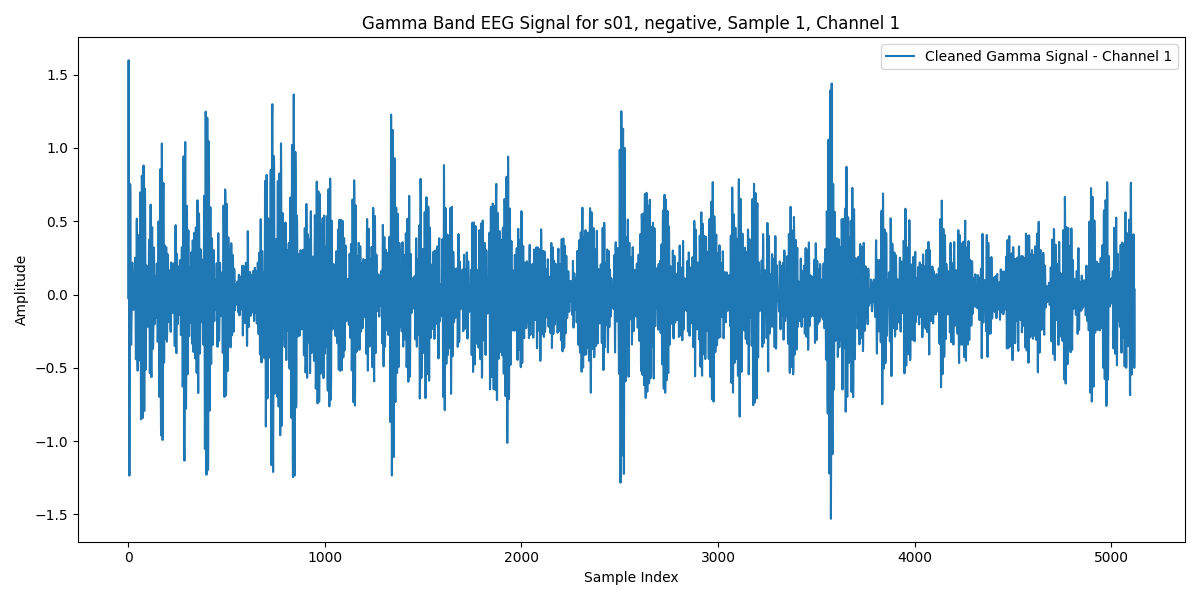 Gamma Band EEG Signal for s01, negative, Sample 1, Channel 1
Cleaned Gamma Signal - Channel 1
1.5
1.0
0.5
0.0
−0.5
−1.0
−1.5
Amplitude
0 1000 2000 3000 4000 5000
Sample Index